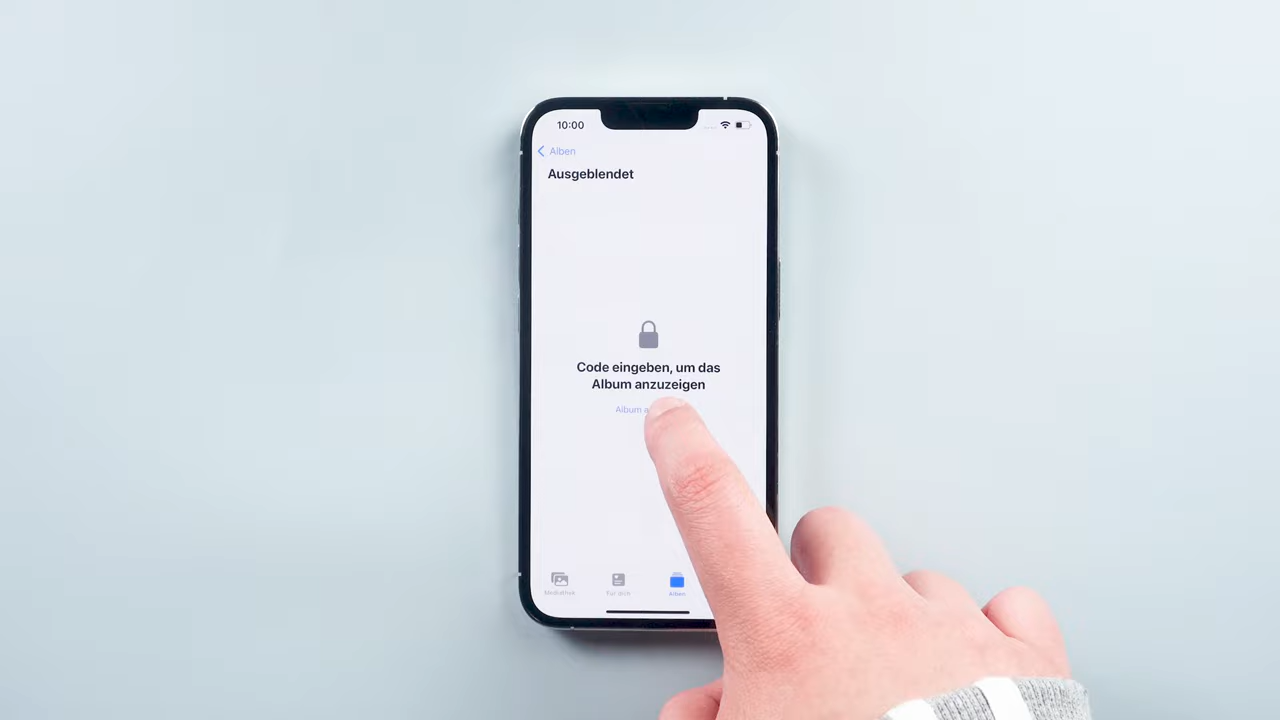 10:00
Alben
Ausgeblendet
Code eingeben, um das
Album anzuzeigen
Album
Mediathek
Für dich
Alben